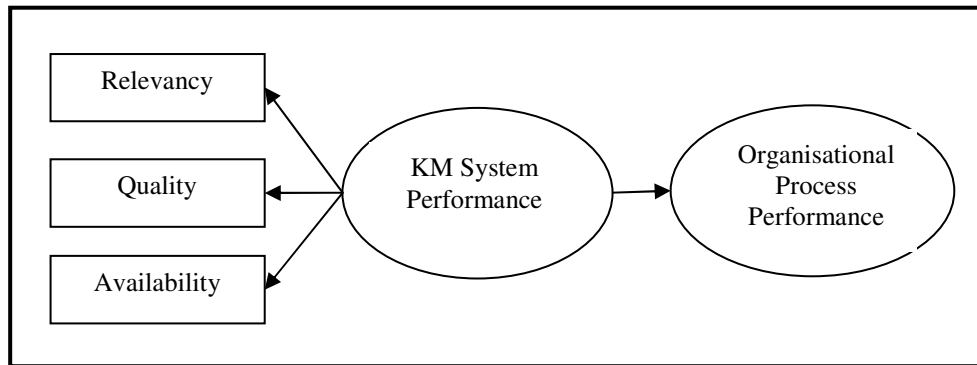 Relevancy
Quality
Availability
KM System
Performance
Organisational
Process
Performance